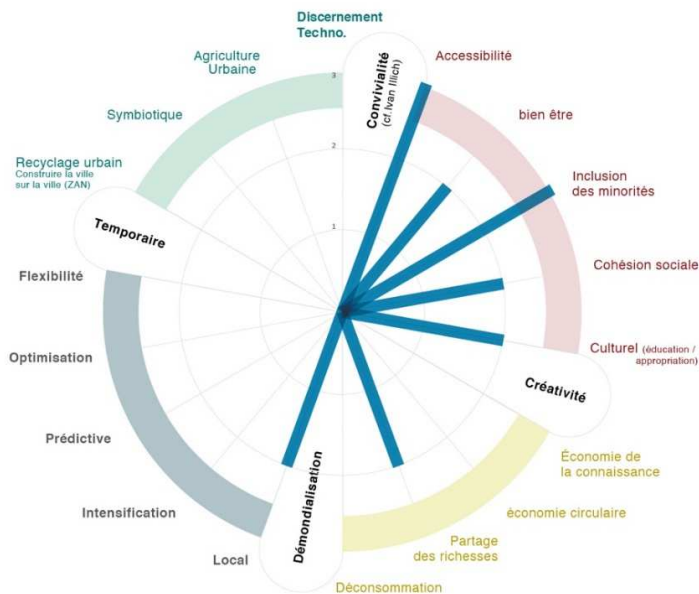 Discernement
Techno.
Convivialité
(cf.Ivan Illich)
Accessibilité
bien être
Inclusion
des minorités
Cohésion sociale
Culturel (éducation /
appropriation)
Créativité
Économie de
la connaissance
économie circulaire
Partage
des richesses
Déconsommation
Démondialisation
Local
Intensification
Prédictive
Optimisation
Flexibilité
Temporaire
Recyclage urbain
Construire la ville
sur la ville (ZAN)
Symbiotique
Agriculture
Urbaine
3
2
1